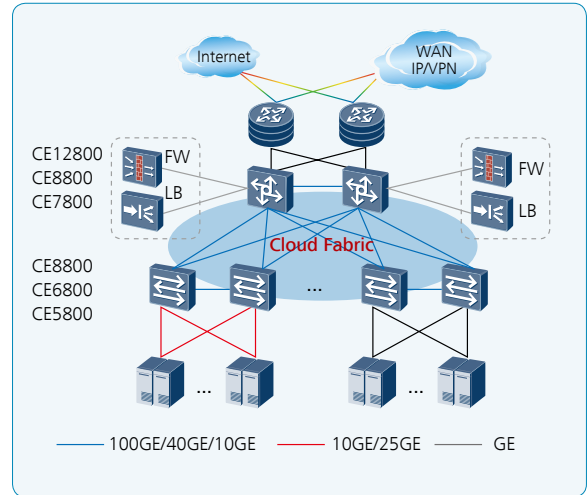 Internet
WAN
IP/VPN
CE12800
CE8800
CE7800
FW
LB
FW
LB
Cloud Fabric
CE8800
CE6800
CE5800
...
... ...
100GE/40GE/10GE 10GE/25GE GE